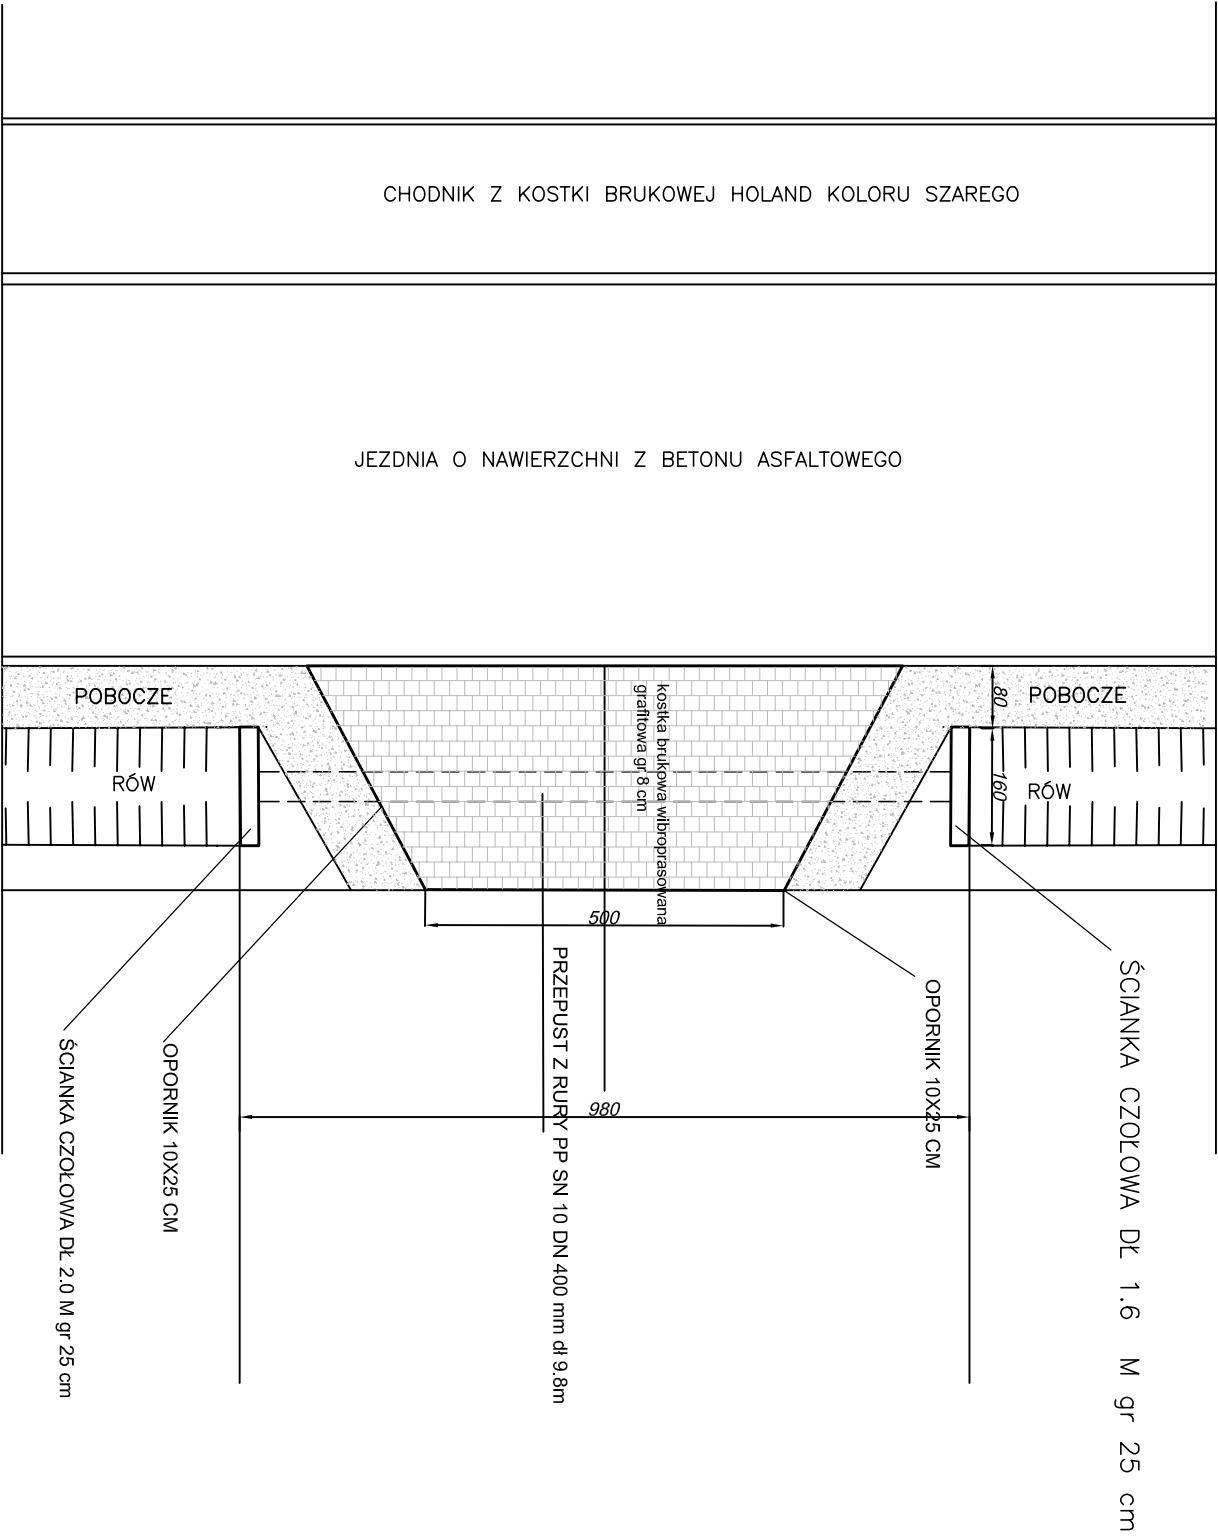 CHODNIK Z KOSTKI BRUKOWEJ HOLAND KOLORU SZAREGO
JEZDNIA O NAWIERZCHNI Z BETONU ASFALTOWEGO
POBOCZE
POBOCZE
80
kostka brukowa wibroprasowana
grafitowa gr 8 cm
RÓW
RÓW
160
500
980
PRZEPUST Z RURY PP SN 10 DN 400 mm dł 9.8m
OPORNIK 10X25 CM
ŚCIANKA CZOŁOWA DŁ 1.6 M gr 25 cm
OPORNIK 10X25 CM
ŚCIANKA CZOŁOWA DŁ 2.0 M gr 25 cm